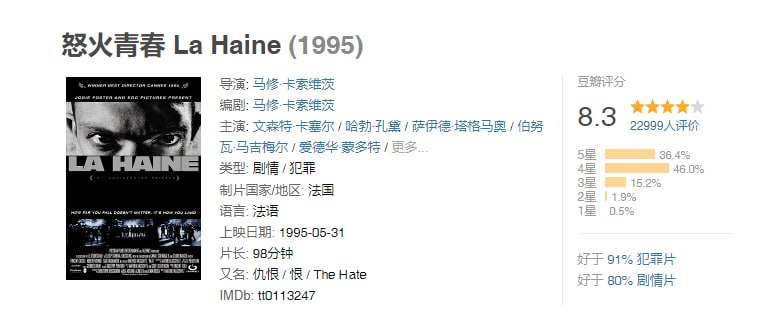 怒火青春 La Haine (1995)
WINNER BEST DIRECTOR CANNES 1995
JODIE FOSTER AND EGG PICTURES PRESENT
LA HAINE
10TH ANNIVERSARY EDITION
HOW FAR YOU FALL DOESN'T MATTER, IT'S HOW YOU LAND
导演: 马修·卡索维茨
编剧: 马修·卡索维茨
主演: 文森特·卡塞尔 / 哈勃·孔黛 / 萨伊德·塔格马奥 / 伯努
瓦·马吉梅尔 / 爱德华·蒙多特 / 更多...
类型: 剧情 / 犯罪
制片国家/地区: 法国
语言: 法语
上映日期: 1995-05-31
片长: 98分钟
又名: 仇恨 / 恨 / The Hate
IMDb: tt0113247
豆瓣评分
8.3
22999人评价
5星 36.4%
4星 46.0%
3星 15.2%
2星 1.9%
1星 0.5%
好于 91% 犯罪片
好于 80% 剧情片